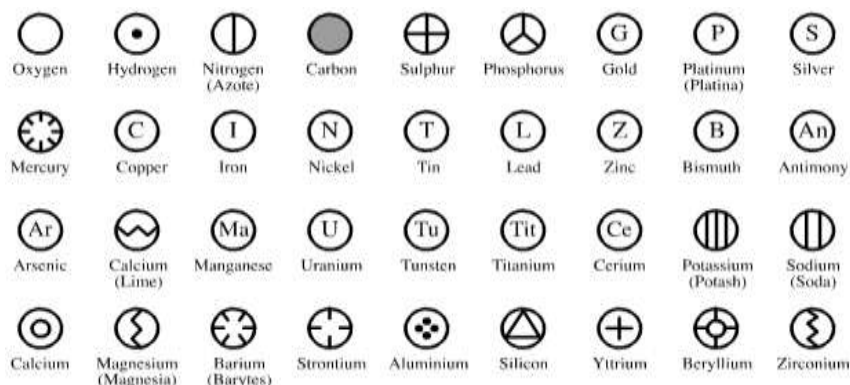 G P S
Oxygen Hydrogen Nitrogen Carbon Sulphur Phosphorus Gold Platinum Silver
(Azote) (Platina)
C I N T L Z B An
Mercury Copper Iron Nickel Tin Lead Zinc Bismuth Antimony
Ar Ma U Tu Tit Ce
Arsenic Calcium Manganese Uranium Tunsten Titanium Cerium Potassium Sodium
(Lime) (Potash) (Soda)
Calcium Magnesium Barium Strontium Aluminium Silicon Yttrium Beryllium Zirconium
(Magnesia) (Barytes)